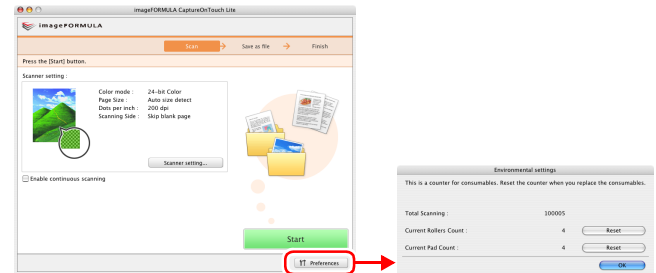 imageFORMULA CaptureOnTouch Lite
imageFORMULA
Scan Save as file Finish
Press the [Start] button.
Scanner setting :
Color mode : 24-bit Color
Page Size : Auto size detect
Dots per inch : 200 dpi
Scanning Side : Skip blank page
Scanner setting...
Enable continuous scanning
Start
Preferences
Environmental settings
This is a counter for consumables. Reset the counter when you replace the consumables.
Total Scanning : 100005
Current Rollers Count : 4 Reset
Current Pad Count : 4 Reset
OK